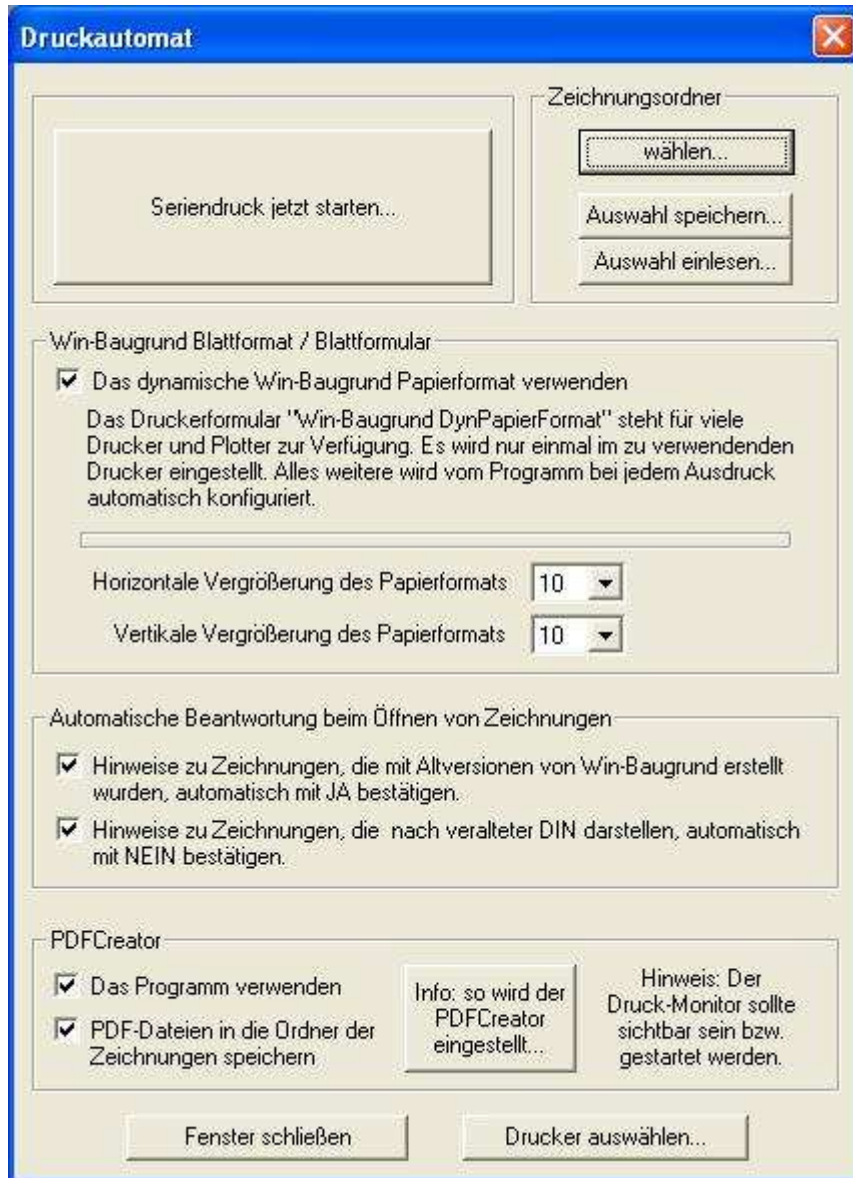 Druckautomat
Zeichnungsordner
Seriendruck jetzt starten...
wählen...
Auswahl speichern...
Auswahl einlesen...
Win-Baugrund Blattformat / Blattformular
Das dynamische Win-Baugrund Papierformat verwenden
Das Druckerformular "Win-Baugrund DynPapierFormat" steht für viele
Drucker und Plotter zur Verfügung. Es wird nur einmal im zu verwendenden
Drucker eingestellt. Alles weitere wird vom Programm bei jedem Ausdruck
automatisch konfiguriert.
Horizontale Vergrößerung des Papierformats 10
Vertikale Vergrößerung des Papierformats 10
Automatische Beantwortung beim Öffnen von Zeichnungen
Hinweise zu Zeichnungen, die mit Altversionen von Win-Baugrund erstellt
wurden, automatisch mit JA bestätigen.
Hinweise zu Zeichnungen, die nach veralteter DIN darstellen, automatisch
mit NEIN bestätigen.
PDFCreator
Das Programm verwenden
PDF-Dateien in die Ordner der
Zeichnungen speichern
Info: so wird der
PDFCreator
eingestellt...
Hinweis: Der
Druck-Monitor sollte
sichtbar sein bzw.
gestartet werden.
Fenster schließen
Drucker auswählen...